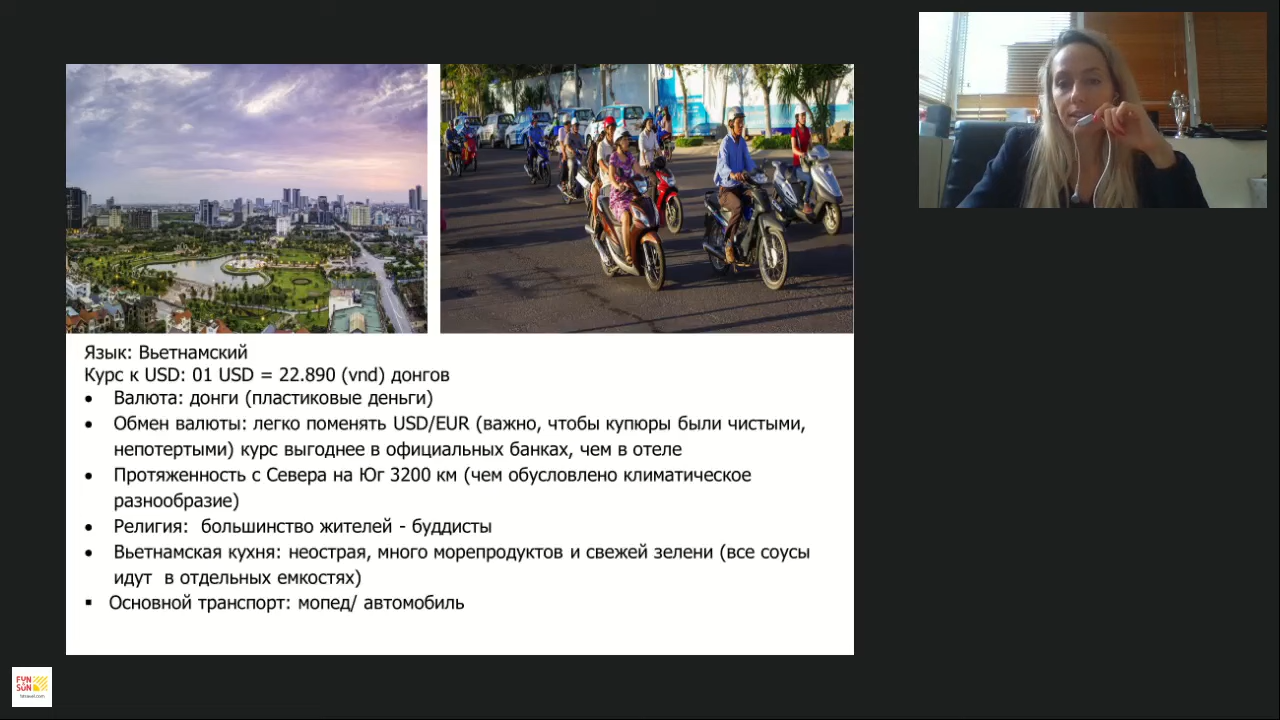 Язык: Вьетнамский
Курс к USD: 01 USD = 22.890 (vnd) донгов
• Валюта: донги (пластиковые деньги)
• Обмен валюты: легко поменять USD/EUR (важно, чтобы купюры были чистыми,
непотертыми) курс выгоднее в официальных банках, чем в отеле
• Протяженность с Севера на Юг 3200 км (чем обусловлено климатическое
разнообразие)
• Религия:  большинство жителей - буддисты
• Вьетнамская кухня: неострая, много морепродуктов и свежей зелени (все соусы
идут  в отдельных емкостях)
▪ Основной транспорт: мопед/ автомобиль
FUN
&SUN